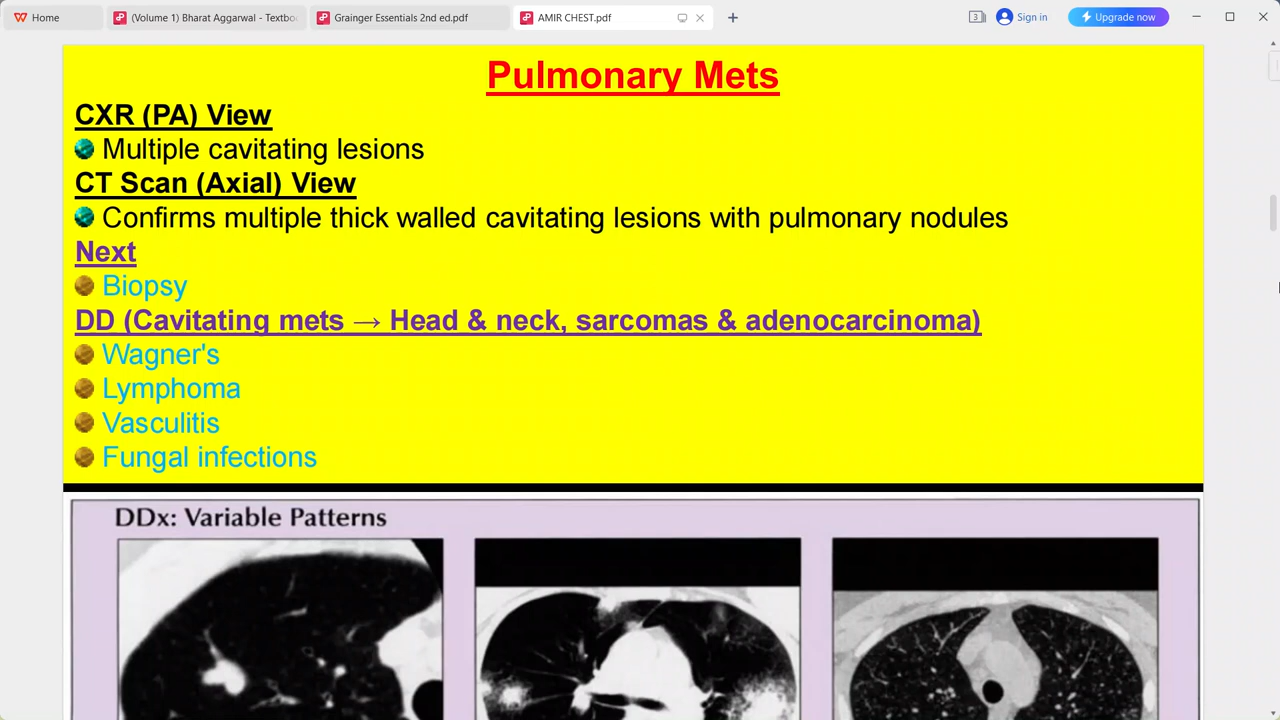 Home
(Volume 1) Bharat Aggarwal - Textbo
Grainger Essentials 2nd ed.pdf
AMIR CHEST.pdf
3
Sign in
Upgrade now
Pulmonary Mets
CXR (PA) View
Multiple cavitating lesions
CT Scan (Axial) View
Confirms multiple thick walled cavitating lesions with pulmonary nodules
Next
Biopsy
DD (Cavitating mets → Head & neck, sarcomas & adenocarcinoma)
Wagner's
Lymphoma
Vasculitis
Fungal infections
DDx: Variable Patterns